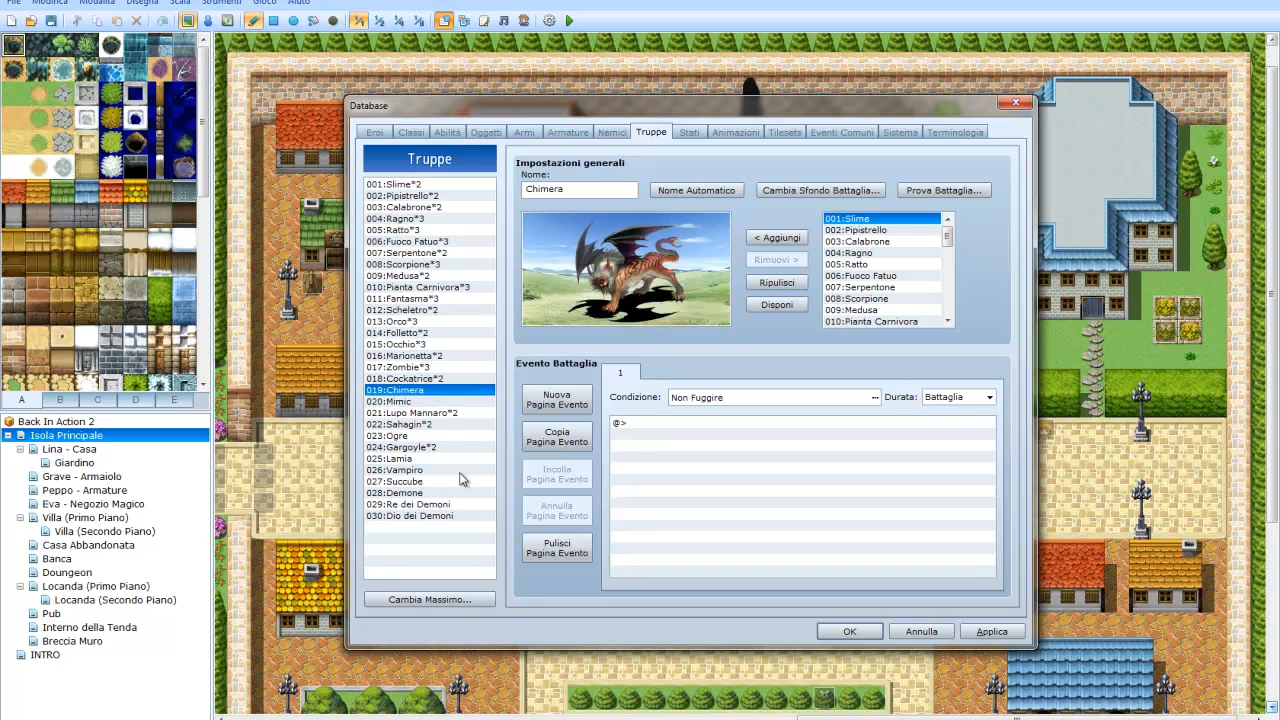 File Modifica Modalità Disegna Scala Strumenti Gioco Aiuto
Database
Eroi Classi Abilità Oggetti Armi Armature Nemici Truppe Stati Animazioni Tilesets Eventi Comuni Sistema Terminologia
Truppe
001:Slime*2
002:Pipistrello*2
003:Calabrone*2
004:Ragno*3
005:Ratto*3
006:Fuoco Fatuo*3
007:Serpentone*2
008:Scorpione*3
009:Medusa*2
010:Pianta Carnivora*3
011:Fantasma*3
012:Scheletro*2
013:Orco*3
014:Folletto*2
015:Occhio*3
016:Marionetta*2
017:Zombie*3
018:Cockatrice*2
019:Chimera
020:Mimic
021:Lupo Mannaro*2
022:Sahagin*2
023:Ogre
024:Gargoyle*2
025:Lamia
026:Vampiro
027:Succube
028:Demone
029:Re dei Demoni
030:Dio dei Demoni
Cambia Massimo...
Impostazioni generali
Nome:
Chimera
Nome Automatico
Cambia Sfondo Battaglia...
Prova Battaglia...
< Aggiungi
Rimuovi >
Ripulisci
Disponi
001:Slime
002:Pipistrello
003:Calabrone
004:Ragno
005:Ratto
006:Fuoco Fatuo
007:Serpentone
008:Scorpione
009:Medusa
010:Pianta Carnivora
Evento Battaglia
1
Nuova
Pagina Evento
Copia
Pagina Evento
Incolla
Pagina Evento
Annulla
Pagina Evento
Pulisci
Pagina Evento
Condizione: Non Fuggire ... Durata: Battaglia
@>
OK Annulla Applica
A B C D E
Back In Action 2
Isola Principale
Lina - Casa
Giardino
Grave - Armaiolo
Peppo - Armature
Eva - Negozio Magico
Villa (Primo Piano)
Villa (Secondo Piano)
Casa Abbandonata
Banca
Doungeon
Locanda (Primo Piano)
Locanda (Secondo Piano)
Pub
Interno della Tenda
Breccia Muro
INTRO